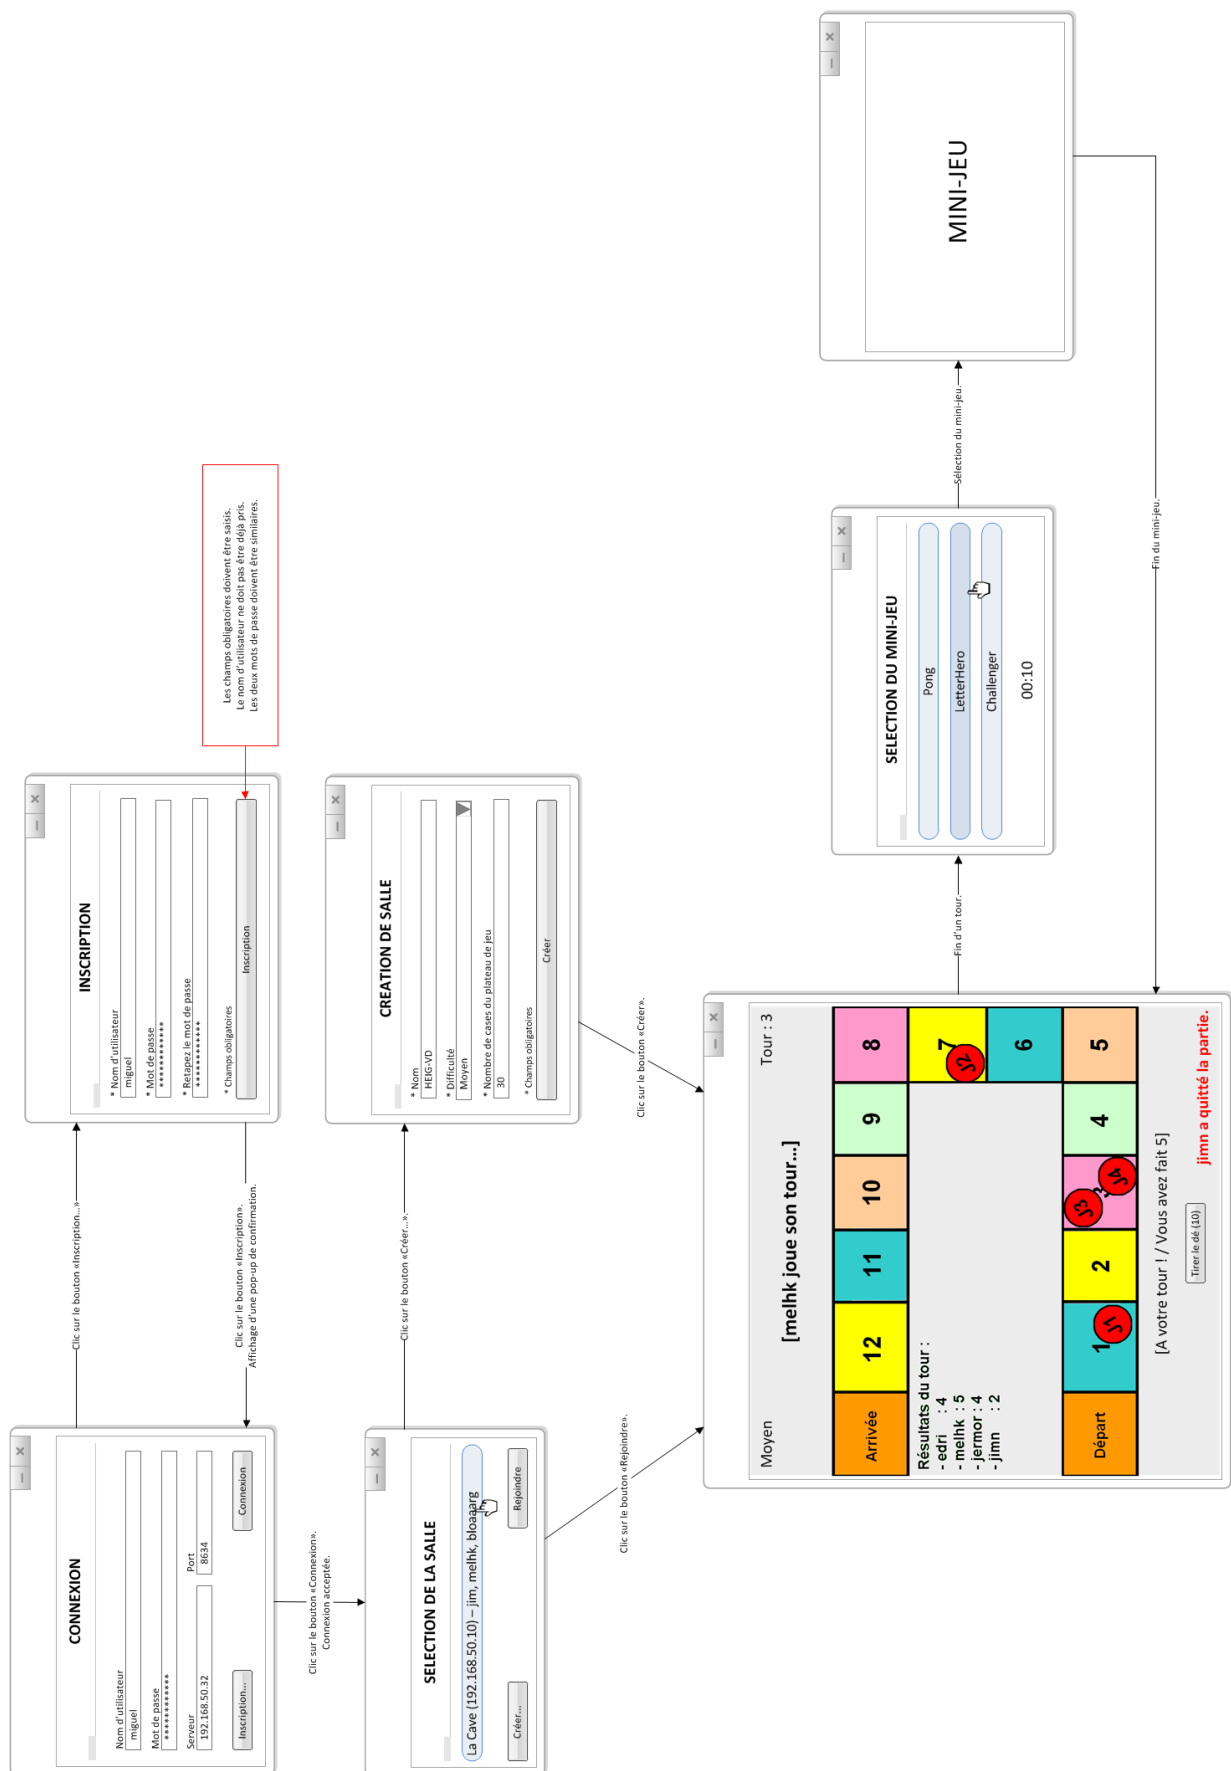 CONNEXION
Nom d'utilisateur
miguel
Mot de passe
************
Serveur
192.168.50.32
Port
8634
Inscription...
Connexion
Clic sur le bouton «Inscription...»
Clic sur le bouton «Inscription».
Affichage d'une pop-up de confirmation.
INSCRIPTION
* Nom d'utilisateur
miguel
* Mot de passe
************
* Retapez le mot de passe
************
* Champs obligatoires
Inscription
Les champs obligatoires doivent être saisis.
Le nom d'utilisateur ne doit pas être déjà pris.
Les deux mots de passe doivent être similaires.
Clic sur le bouton «Connexion».
Connexion acceptée.
SELECTION DE LA SALLE
La Cave (192.168.50.10) – jim, melhk, bloaaarg
Créer...
Rejoindre
Clic sur le bouton «Créer...».
CREATION DE SALLE
* Nom
HEIG-VD
* Difficulté
Moyen
* Nombre de cases du plateau de jeu
30
* Champs obligatoires
Créer
Clic sur le bouton «Rejoindre».
Clic sur le bouton «Créer».
Moyen
Tour : 3
[melhk joue son tour...]
Arrivée
12
11
10
9
8
Résultats du tour :
- edri : 4
- melhk : 5
- jermor : 4
- jimn : 2
7
J2
6
Départ
1
J1
2
3
J3
J4
4
5
[A votre tour ! / Vous avez fait 5]
Tirer le dé (10)
jimn a quitté la partie.
Fin d'un tour.
SELECTION DU MINI-JEU
Pong
LetterHero
Challenger
00:10
Sélection du mini-jeu.
MINI-JEU
Fin du mini-jeu.